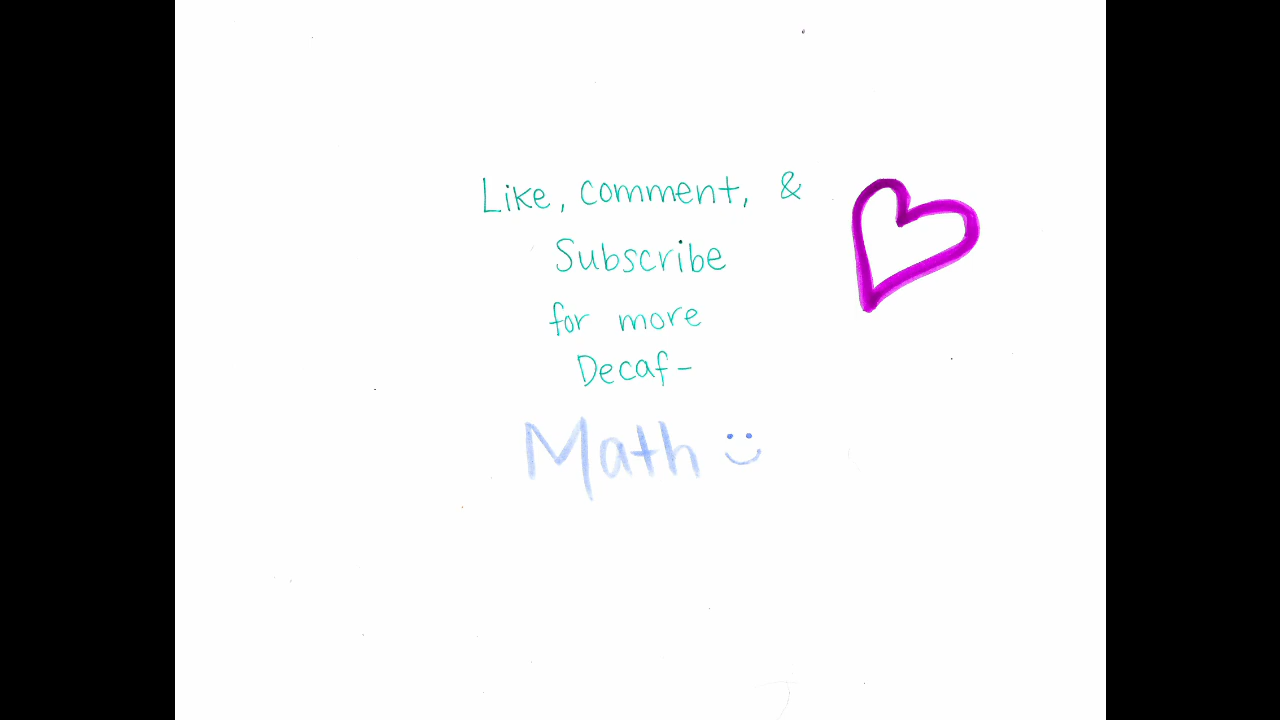 Like, comment, &
Subscribe
for more
Decaf-
Math